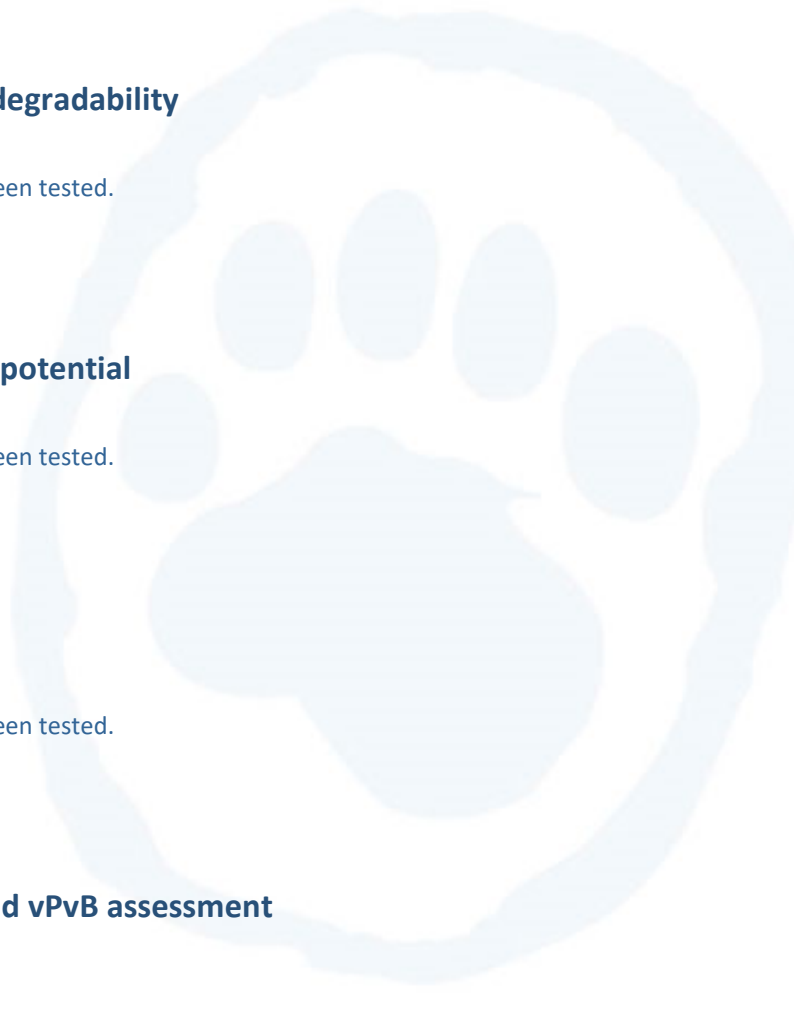 degradability
een tested.
potential
een tested.
een tested.
d vPvB assessment